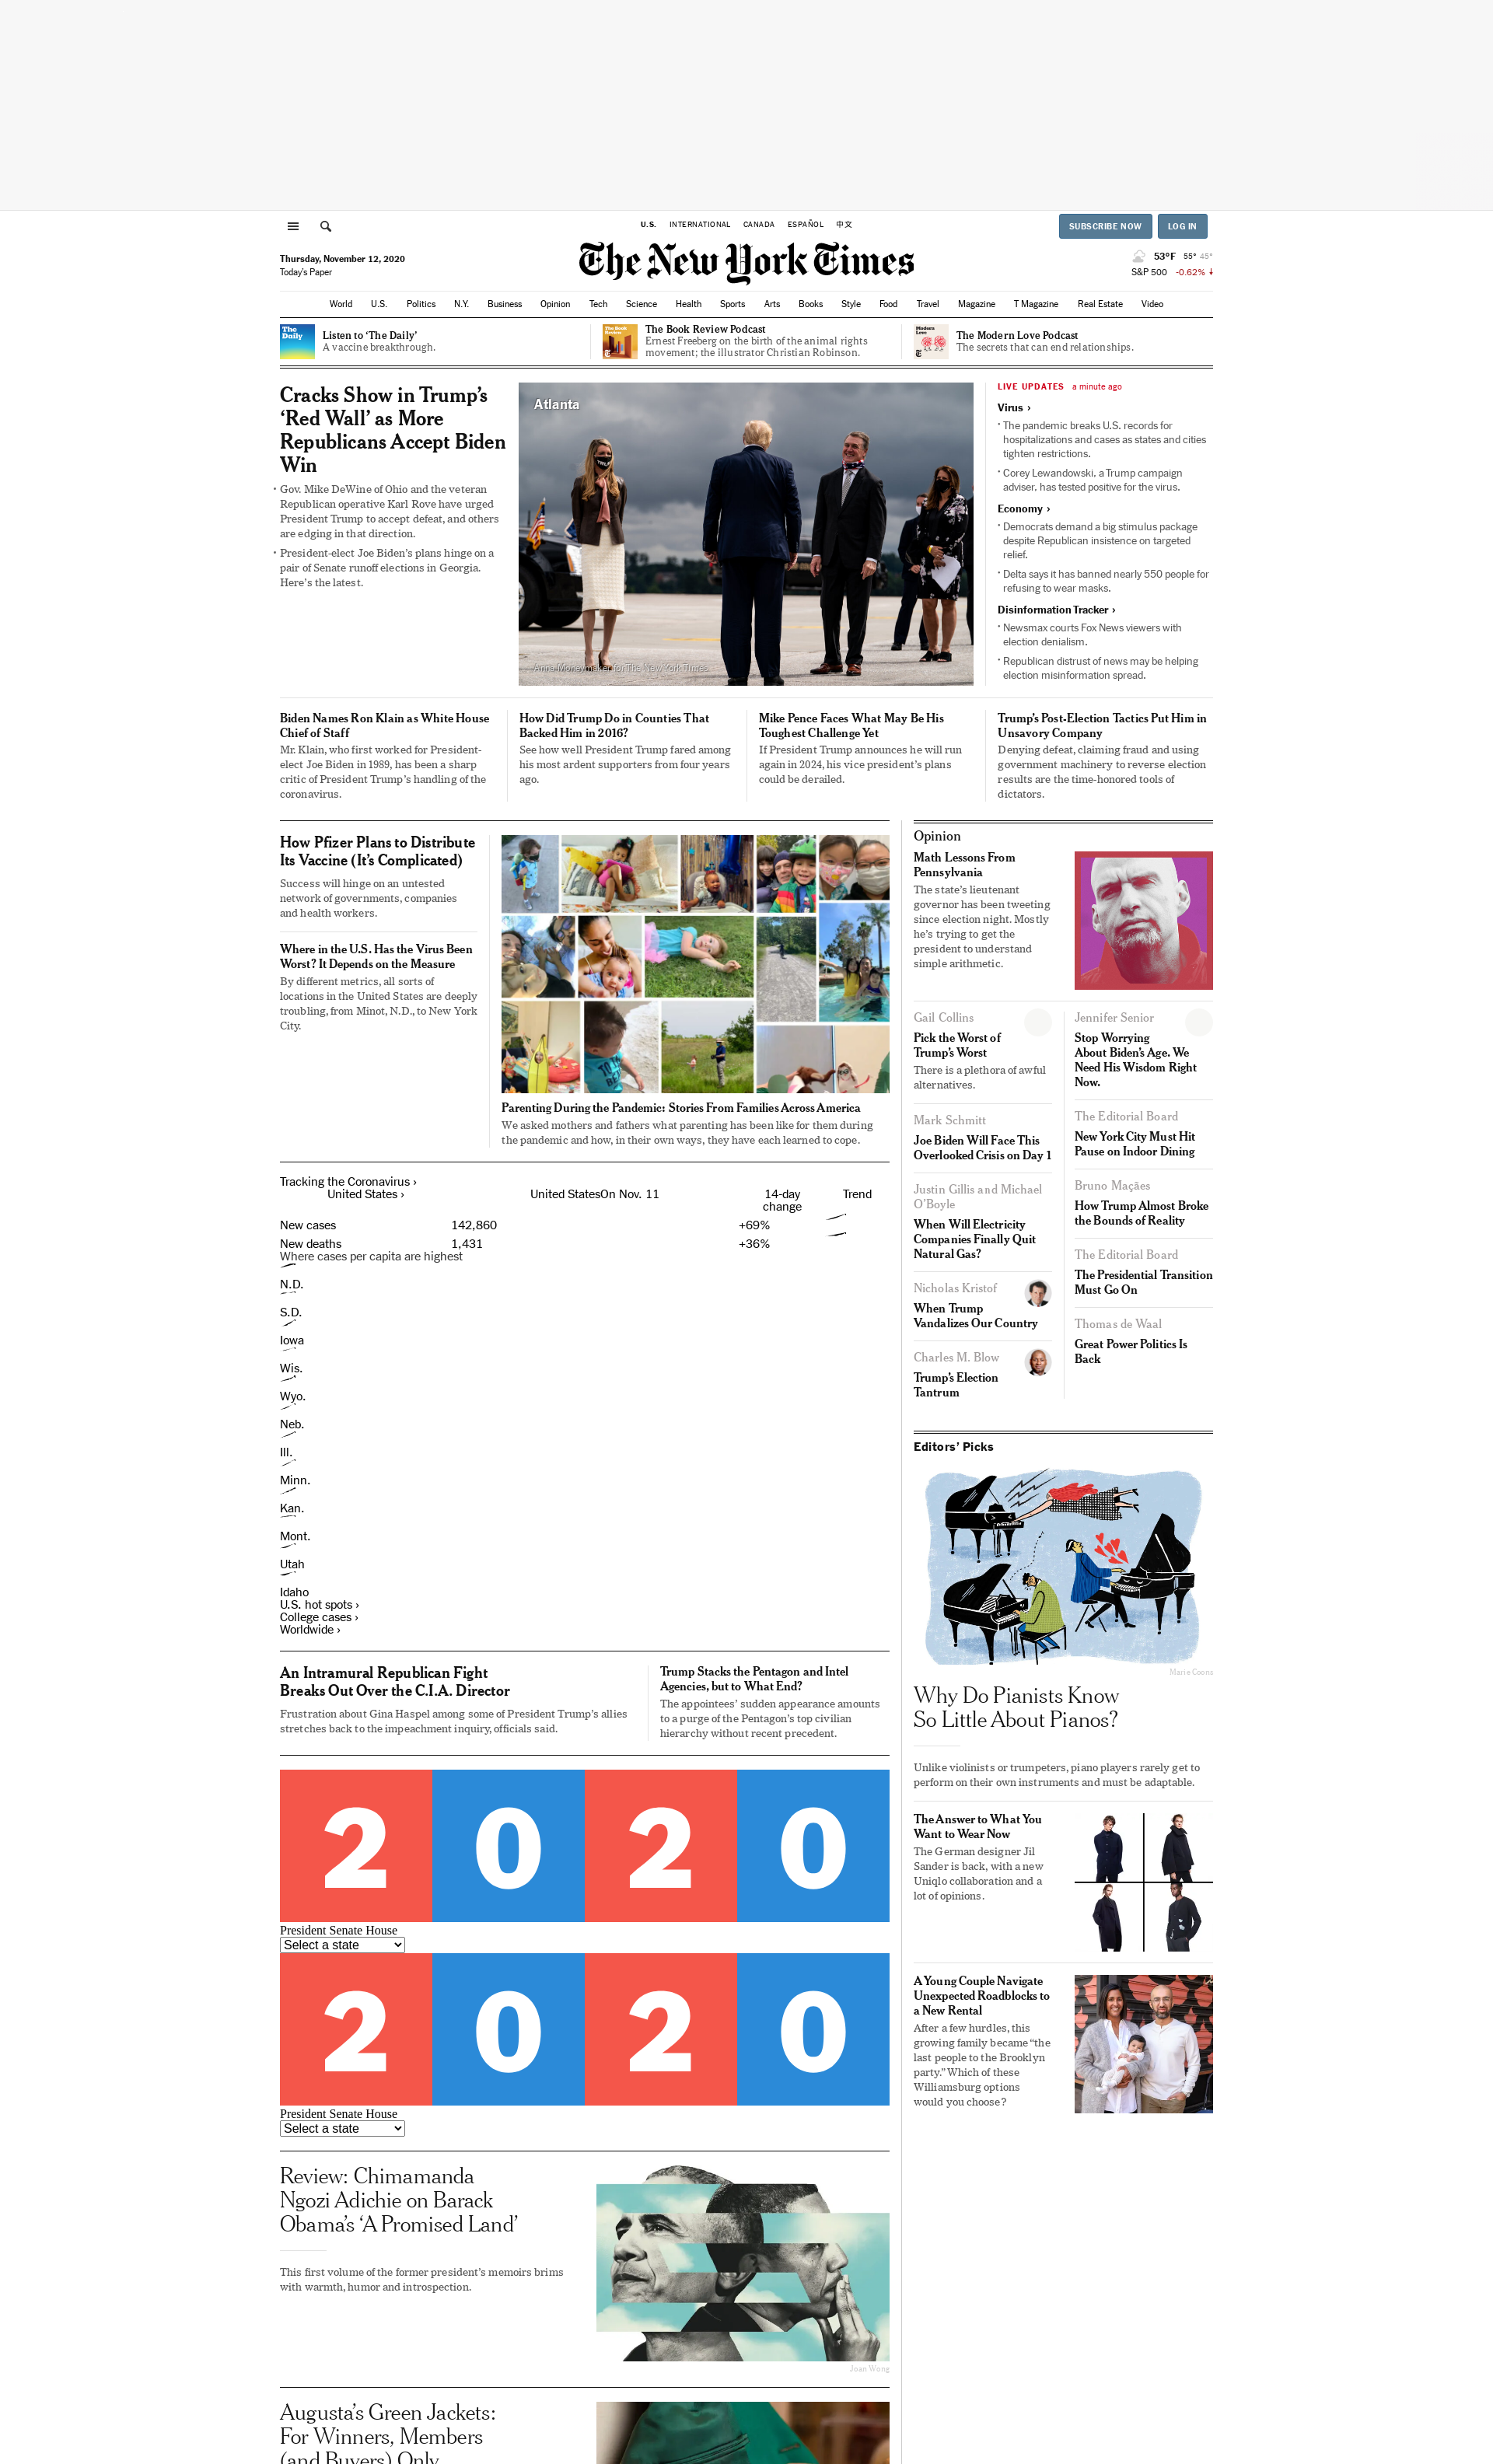 U.S. INTERNATIONAL CANADA ESPAÑOL 中文
SUBSCRIBE NOW LOG IN
Thursday, November 12, 2020
Today's Paper
The New York Times
53°F 55° 45°
S&P 500 -0.62%
World U.S. Politics N.Y. Business Opinion Tech Science Health Sports Arts Books Style Food Travel Magazine T Magazine Real Estate Video
The
Daily
Listen to ‘The Daily’
A vaccine breakthrough.
The Book
Review
The Book Review Podcast
Ernest Freeberg on the birth of the animal rights
movement; the illustrator Christian Robinson.
Modern
Love
The Modern Love Podcast
The secrets that can end relationships.
Cracks Show in Trump’s
‘Red Wall’ as More
Republicans Accept Biden
Win
Gov. Mike DeWine of Ohio and the veteran
Republican operative Karl Rove have urged
President Trump to accept defeat, and others
are edging in that direction.
President-elect Joe Biden’s plans hinge on a
pair of Senate runoff elections in Georgia.
Here’s the latest.
Atlanta
Anna Moneymaker for The New York Times
LIVE UPDATES a minute ago
Virus ›
The pandemic breaks U.S. records for
hospitalizations and cases as states and cities
tighten restrictions.
Corey Lewandowski, a Trump campaign
adviser, has tested positive for the virus.
Economy ›
Democrats demand a big stimulus package
despite Republican insistence on targeted
relief.
Delta says it has banned nearly 550 people for
refusing to wear masks.
Disinformation Tracker ›
Newsmax courts Fox News viewers with
election denialism.
Republican distrust of news may be helping
election misinformation spread.
Biden Names Ron Klain as White House
Chief of Staff
Mr. Klain, who first worked for President-
elect Joe Biden in 1989, has been a sharp
critic of President Trump’s handling of the
coronavirus.
How Did Trump Do in Counties That
Backed Him in 2016?
See how well President Trump fared among
his most ardent supporters from four years
ago.
Mike Pence Faces What May Be His
Toughest Challenge Yet
If President Trump announces he will run
again in 2024, his vice president’s plans
could be derailed.
Trump’s Post-Election Tactics Put Him in
Unsavory Company
Denying defeat, claiming fraud and using
government machinery to reverse election
results are the time-honored tools of
dictators.
How Pfizer Plans to Distribute
Its Vaccine (It’s Complicated)
Success will hinge on an untested
network of governments, companies
and health workers.
Where in the U.S. Has the Virus Been
Worst? It Depends on the Measure
By different metrics, all sorts of
locations in the United States are deeply
troubling, from Minot, N.D., to New York
City.
Parenting During the Pandemic: Stories From Families Across America
We asked mothers and fathers what parenting has been like for them during
the pandemic and how, in their own ways, they have each learned to cope.
Tracking the Coronavirus ›
United States › United StatesOn Nov. 11 14-day
change Trend
New cases 142,860 +69%
New deaths 1,431 +36%
Where cases per capita are highest
N.D.
S.D.
Iowa
Wis.
Wyo.
Neb.
Ill.
Minn.
Kan.
Mont.
Utah
Idaho
U.S. hot spots ›
College cases ›
Worldwide ›
An Intramural Republican Fight
Breaks Out Over the C.I.A. Director
Frustration about Gina Haspel among some of President Trump’s allies
stretches back to the impeachment inquiry, officials said.
Trump Stacks the Pentagon and Intel
Agencies, but to What End?
The appointees’ sudden appearance amounts
to a purge of the Pentagon’s top civilian
hierarchy without recent precedent.
2020
President Senate House
Select a state
2020
President Senate House
Select a state
Review: Chimamanda
Ngozi Adichie on Barack
Obama’s ‘A Promised Land’
This first volume of the former president’s memoirs brims
with warmth, humor and introspection.
Joan Wong
Augusta’s Green Jackets:
For Winners, Members
(and Buyers) Only
Opinion
Math Lessons From
Pennsylvania
The state’s lieutenant
governor has been tweeting
since election night. Mostly
he’s trying to get the
president to understand
simple arithmetic.
Gail Collins
Pick the Worst of
Trump’s Worst
There is a plethora of awful
alternatives.
Mark Schmitt
Joe Biden Will Face This
Overlooked Crisis on Day 1
Justin Gillis and Michael
O’Boyle
When Will Electricity
Companies Finally Quit
Natural Gas?
Nicholas Kristof
When Trump
Vandalizes Our Country
Charles M. Blow
Trump’s Election
Tantrum
Jennifer Senior
Stop Worrying
About Biden’s Age. We
Need His Wisdom Right
Now.
The Editorial Board
New York City Must Hit
Pause on Indoor Dining
Bruno Maçães
How Trump Almost Broke
the Bounds of Reality
The Editorial Board
The Presidential Transition
Must Go On
Thomas de Waal
Great Power Politics Is
Back
Editors’ Picks
Marie Coons
Why Do Pianists Know
So Little About Pianos?
Unlike violinists or trumpeters, piano players rarely get to
perform on their own instruments and must be adaptable.
The Answer to What You
Want to Wear Now
The German designer Jil
Sander is back, with a new
Uniqlo collaboration and a
lot of opinions.
A Young Couple Navigate
Unexpected Roadblocks to
a New Rental
After a few hurdles, this
growing family became “the
last people to the Brooklyn
party.” Which of these
Williamsburg options
would you choose?